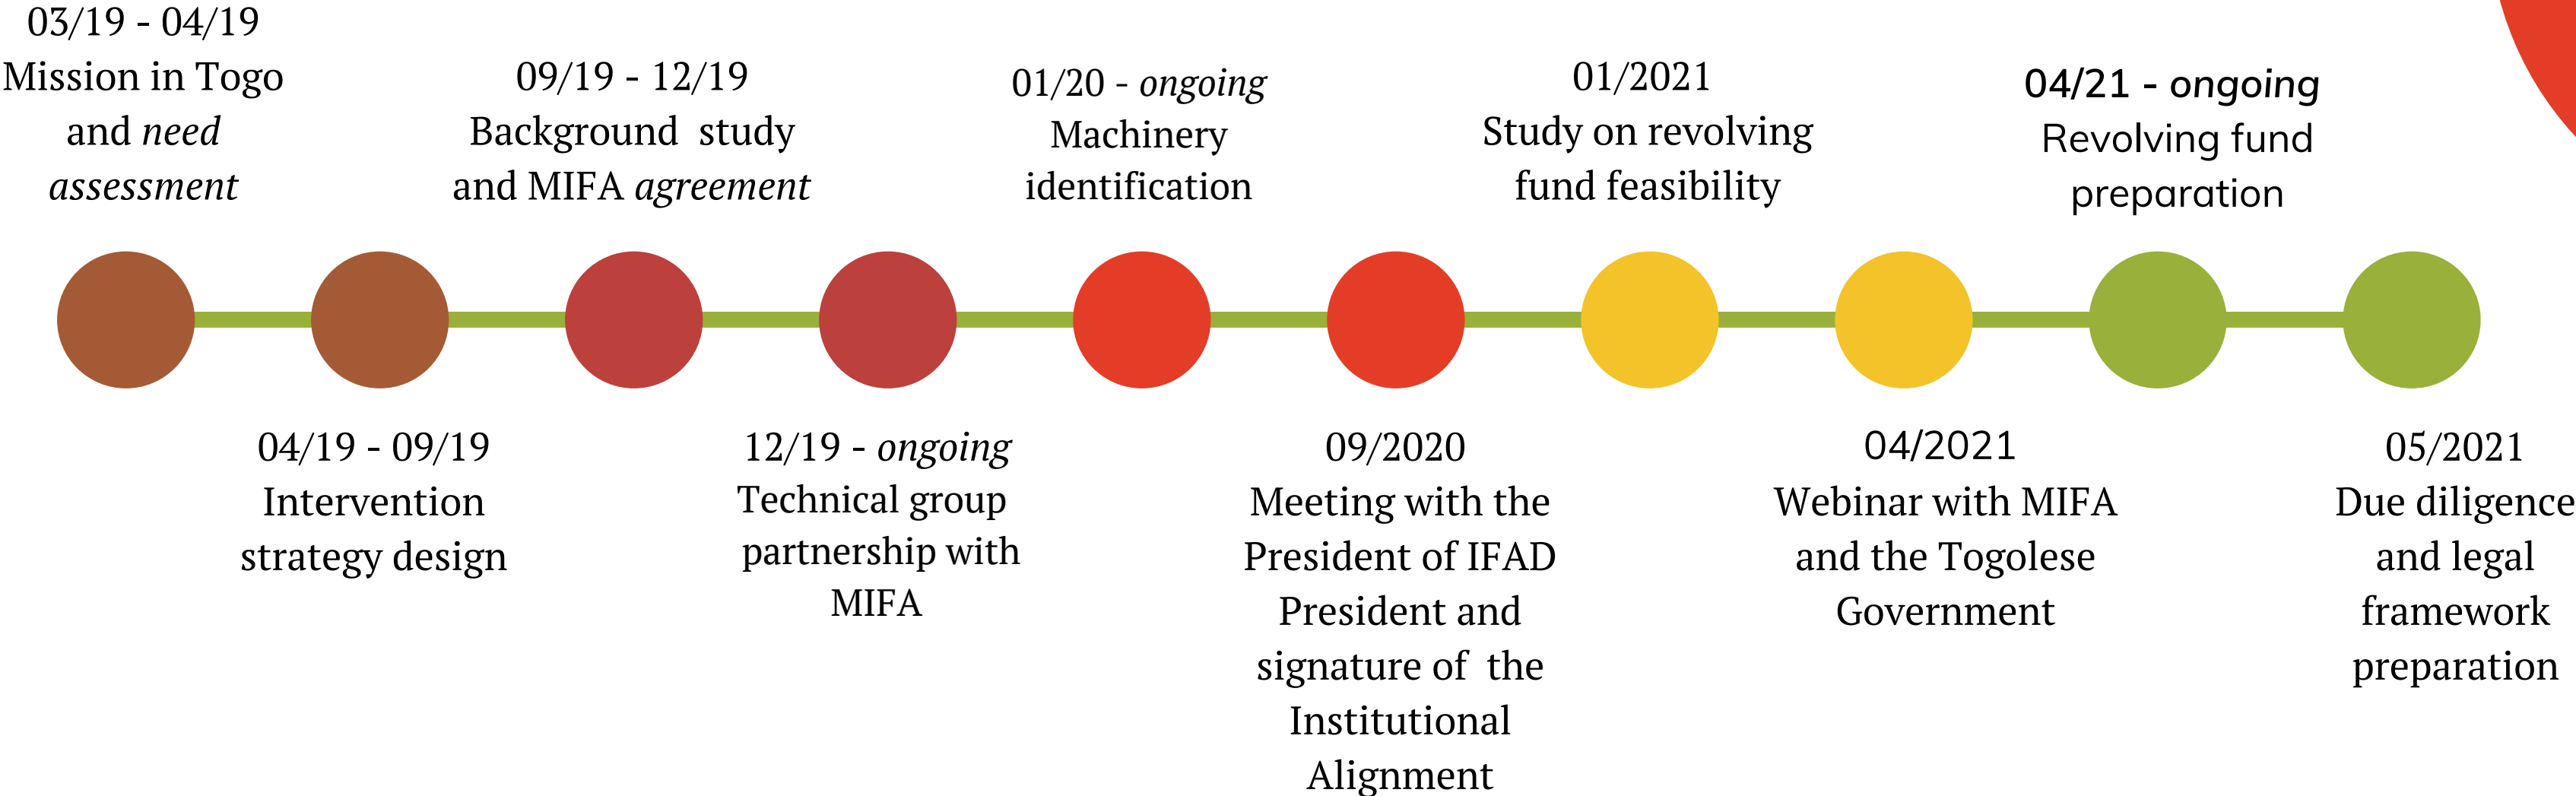 03/19 - 04/19
Mission in Togo
and need
assessment
04/19 - 09/19
Intervention
strategy design
09/19 - 12/19
Background  study
and MIFA agreement
12/19 - ongoing
Technical group
partnership with
MIFA
01/20 - ongoing
Machinery
identification
09/2020
Meeting with the
President of IFAD
President and
signature of  the
Institutional
Alignment
01/2021
Study on revolving
fund feasibility
04/2021
Webinar with MIFA
and the Togolese
Government
04/21 - ongoing
Revolving fund
preparation
05/2021
Due diligence
and legal
framework
preparation